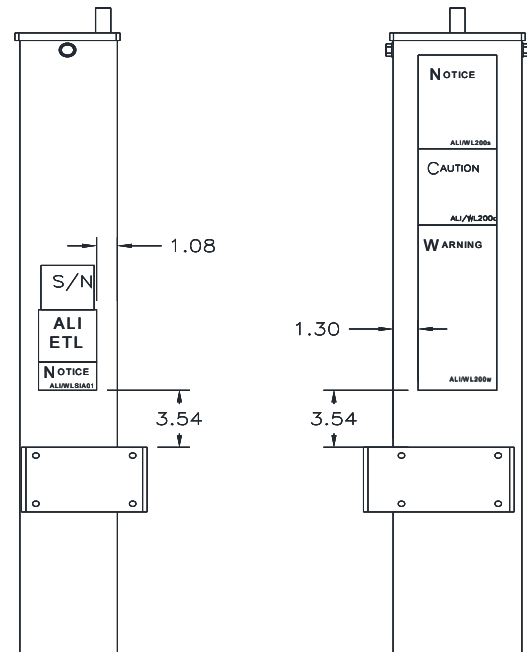 1.08
S/N
ALI
ETL
NOTICE
ALI/WLSIA01
3.54
NOTICE
ALI/WL200s
CAUTION
ALI/WL200c
WARNING
1.30
ALI/WL200w
3.54